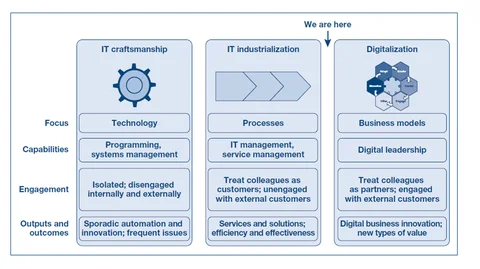 We are here
IT craftsmanship
IT industrialization
Digitalization
Focus
Technology
Processes
Business models
Capabilities
Programming,
systems management
IT management,
service management
Digital leadership
Engagement
Isolated; disengaged
internally and externally
Treat colleagues as
customers; unengaged
with external customers
Treat colleagues
as partners; engaged
with external customers
Outputs and
outcomes
Sporadic automation and
innovation; frequent issues
Services and solutions;
efficiency and effectiveness
Digital business innovation;
new types of value